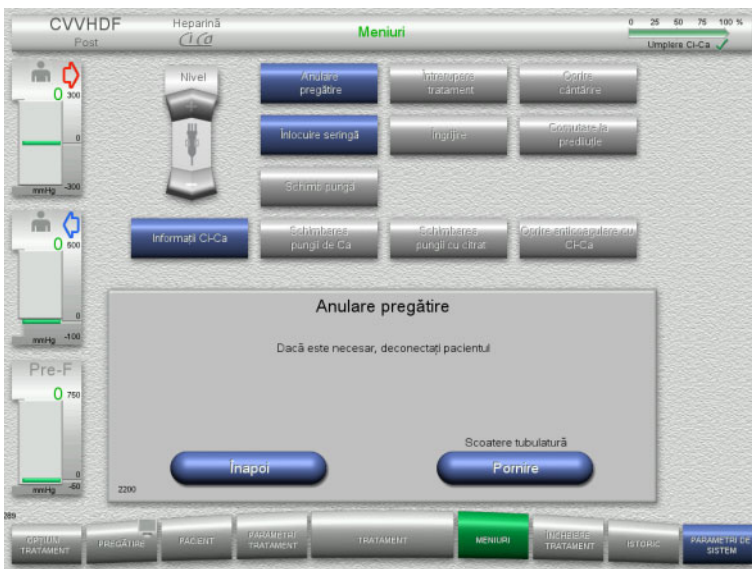 CVVHDF
Post
Heparină
Ci Ca
Meniuri
0 25 50 75 100 %
Umplere Ci-Ca
0
300
0
mmHg -300
Nivel
Anulare pregătire
Întrerupere tratament
Oprire cântărire
Înlocuire seringă
Îngrijire
Comutare la prediluție
Schimb pungă
0
500
0
mmHg -100
Informații Ci-Ca
Schimbarea pungii de Ca
Schimbarea pungii cu citrat
Oprire anticoagulare cu Ci-Ca
Pre-F
0
750
0
mmHg -50
Anulare pregătire
Dacă este necesar, deconectați pacientul
Scoatere tubulatură
Înapoi
Pornire
2200
289
OPȚIUNI TRATAMENT
PREGĂTIRE
PACIENT
PARAMETRI TRATAMENT
TRATAMENT
MENIURI
ÎNCHEIERE TRATAMENT
ISTORIC
PARAMETRI DE SISTEM